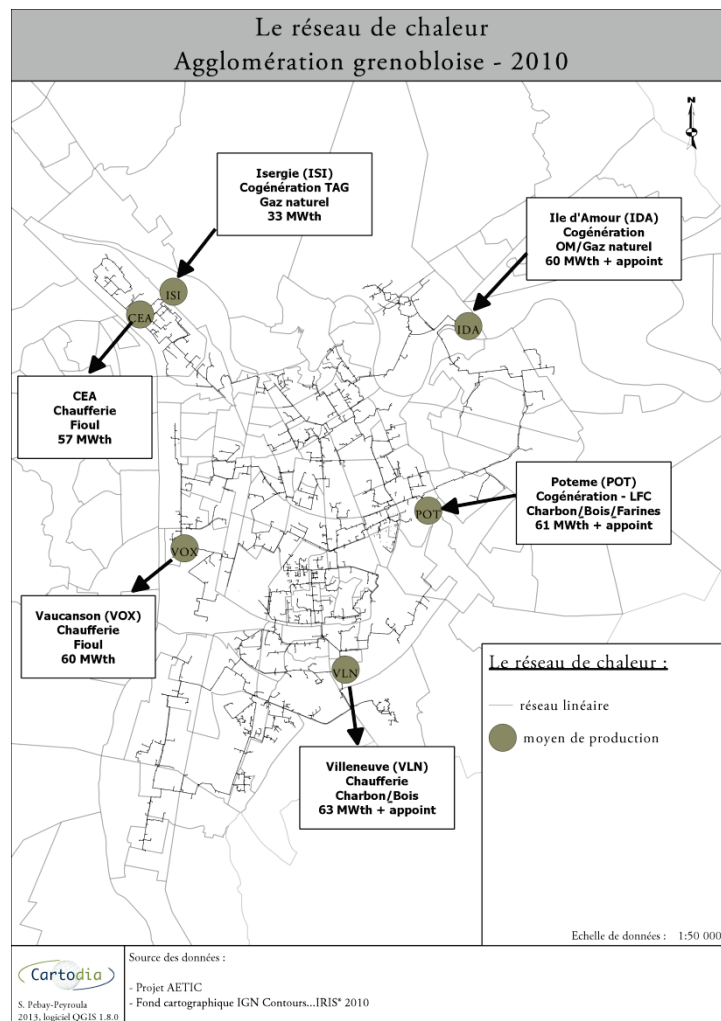 Le réseau de chaleur
Agglomération grenobloise - 2010
N
Isergie (ISI)
Cogénération TAG
Gaz naturel
33 MWth
Ile d'Amour (IDA)
Cogénération
OM/Gaz naturel
60 MWth + appoint
ISI
CEA
IDA
CEA
Chaufferie
Fioul
57 MWth
Poteme (POT)
Cogénération - LFC
Charbon/Bois/Farines
61 MWth + appoint
POT
VOX
Vaucanson (VOX)
Chaufferie
Fioul
60 MWth
VLN
Villeneuve (VLN)
Chaufferie
Charbon/Bois
63 MWth + appoint
Le réseau de chaleur :
réseau linéaire
moyen de production
Echelle de données : 1:50 000
Cartodia
S. Pebay-Peyroula
2013, logiciel QGIS 1.8.0
Source des données :
- Projet AETIC
- Fond cartographique IGN Contours...IRIS® 2010